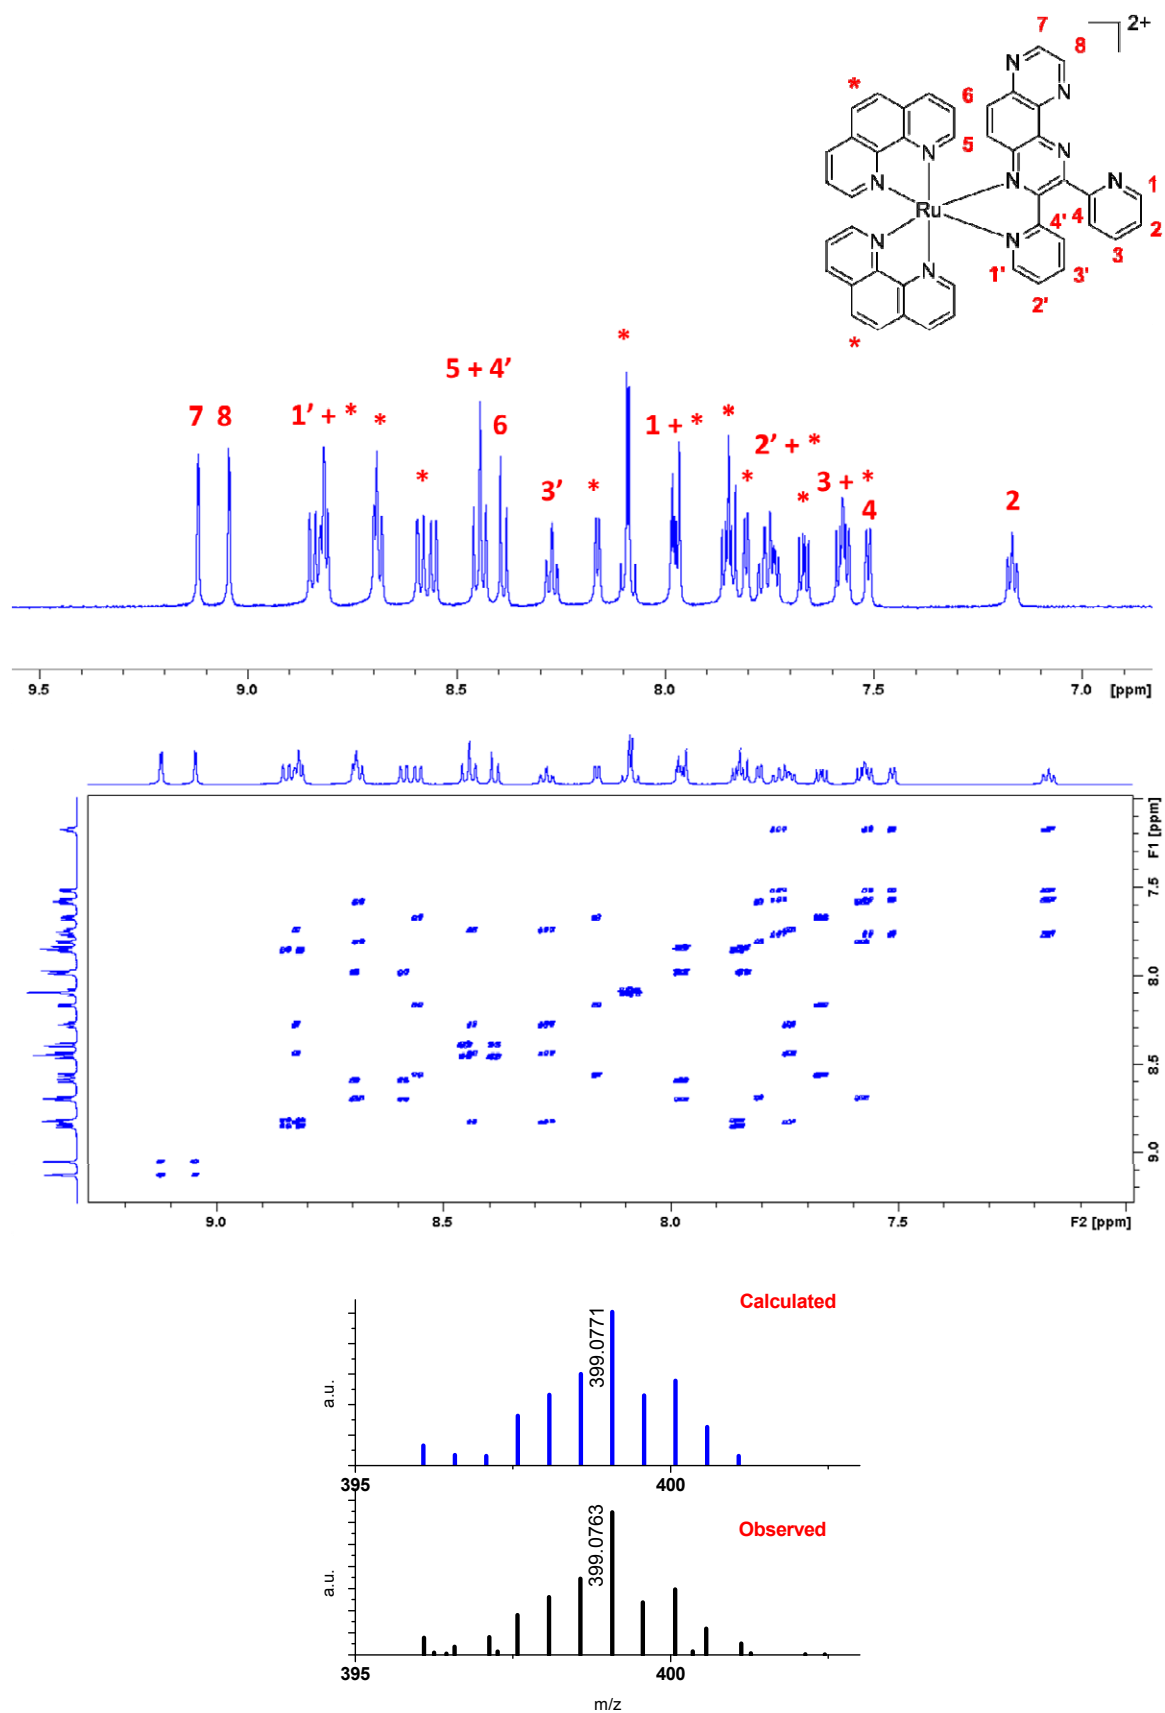 7
2+
8
N
N
*
6
5
N
N
N
N
N
1
Ru
4
2
4'
N
N
N
3
1'
3'
2'
*
*
5 + 4’
7 8
1’ + *
*
*
6
3’
*
1 + *
*
2’ + *
*
3 + *
*
4
2
9.5 9.0 8.5 8.0 7.5 7.0 [ppm]
F1 [ppm]
7.5
8.0
8.5
9.0
9.0 8.5 8.0 7.5 F2 [ppm]
Calculated
399.0771
a.u.
395 400
Observed
399.0763
a.u.
395 400
m/z